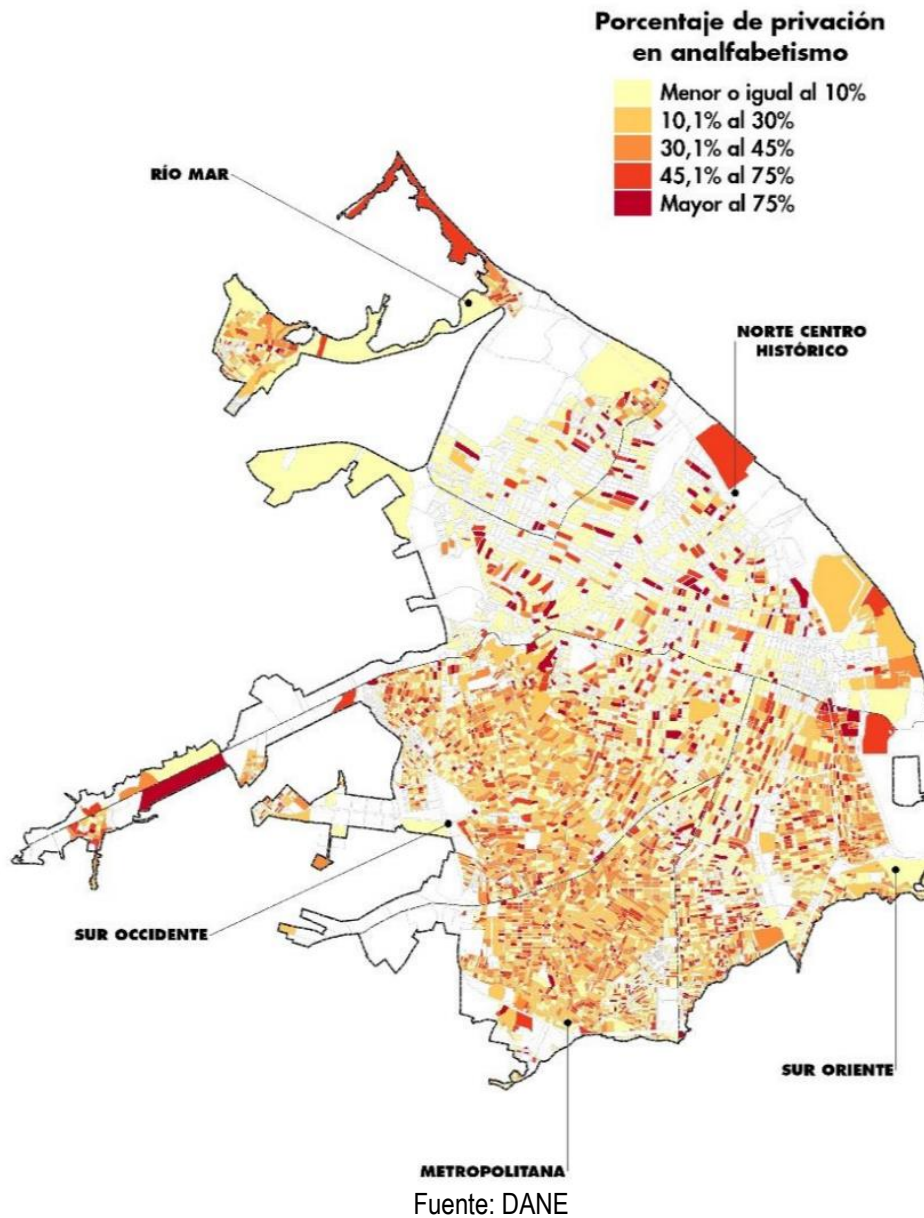 Porcentaje de privación
en analfabetismo
Menor o igual al 10%
10,1% al 30%
30,1% al 45%
45,1% al 75%
Mayor al 75%
RÍO MAR
NORTE CENTRO
HISTÓRICO
SUR OCCIDENTE
SUR ORIENTE
METROPOLITANA
Fuente: DANE